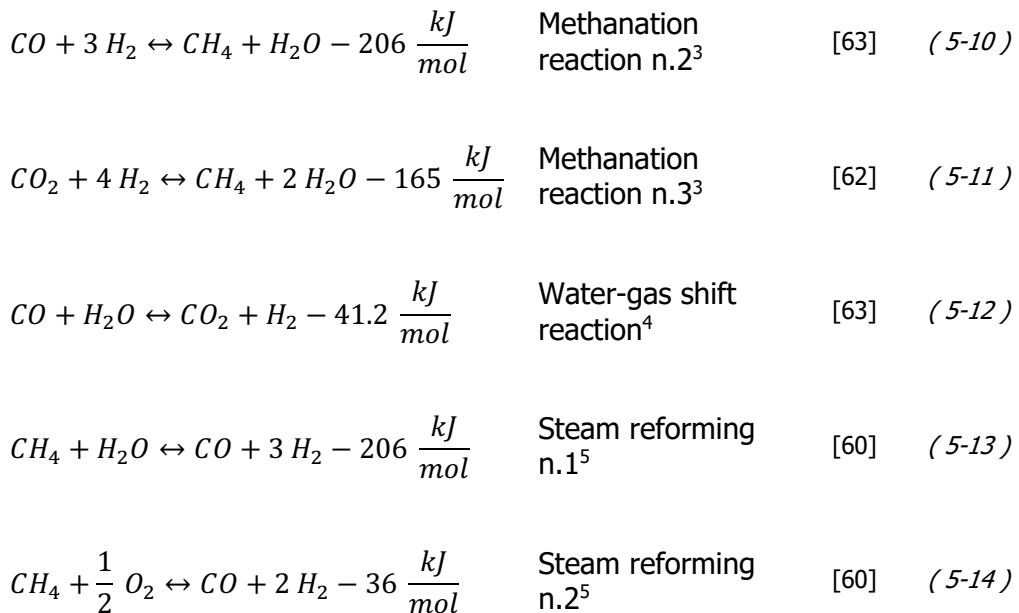 CO + 3 H₂ ↔ CH₄ + H₂O − 206 kJ/mol Methanation reaction n.2³ [63] ( 5-10 )
CO₂ + 4 H₂ ↔ CH₄ + 2 H₂O − 165 kJ/mol Methanation reaction n.3³ [62] ( 5-11 )
CO + H₂O ↔ CO₂ + H₂ − 41.2 kJ/mol Water-gas shift reaction⁴ [63] ( 5-12 )
CH₄ + H₂O ↔ CO + 3 H₂ − 206 kJ/mol Steam reforming n.1⁵ [60] ( 5-13 )
CH₄ + 1/2 O₂ ↔ CO + 2 H₂ − 36 kJ/mol Steam reforming n.2⁵ [60] ( 5-14 )